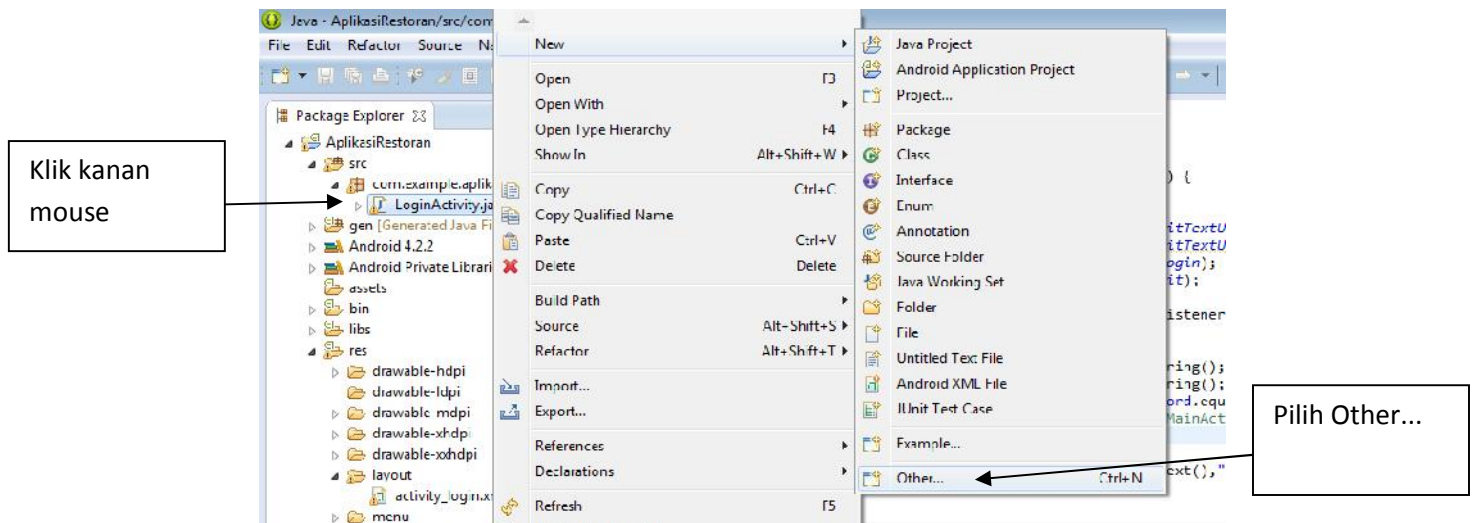 Java - AplikasiRestoran/src/com
File Edit Refactor Source
Package Explorer
AplikasiRestoran
src
com.example.aplik
LoginActivity.ja
gen [Generated Java Fi
Android 4.2.2
Android Private Librari
assets
bin
libs
res
drawable-hdpi
drawable-ldpi
drawable-mdpi
drawable-xhdpi
drawable-xxhdpi
layout
activity_login.x
menu
Klik kanan
mouse
New
Open F3
Open With
Open Type Hierarchy F4
Show In Alt+Shift+W
Copy Ctrl+C
Copy Qualified Name
Paste Ctrl+V
Delete Delete
Build Path
Source Alt+Shift+S
Refactor Alt+Shift+T
Import...
Export...
References
Declarations
Refresh F5
Java Project
Android Application Project
Project...
Package
Class
Interface
Enum
Annotation
Source Folder
Java Working Set
Folder
File
Untitled Text File
Android XML File
JUnit Test Case
Example...
Other... Ctrl+N
) {
itTextU
itTextU
ogin);
it);
istener
ring();
ring();
ord.equ
MainAct
ext(),"
Pilih Other...